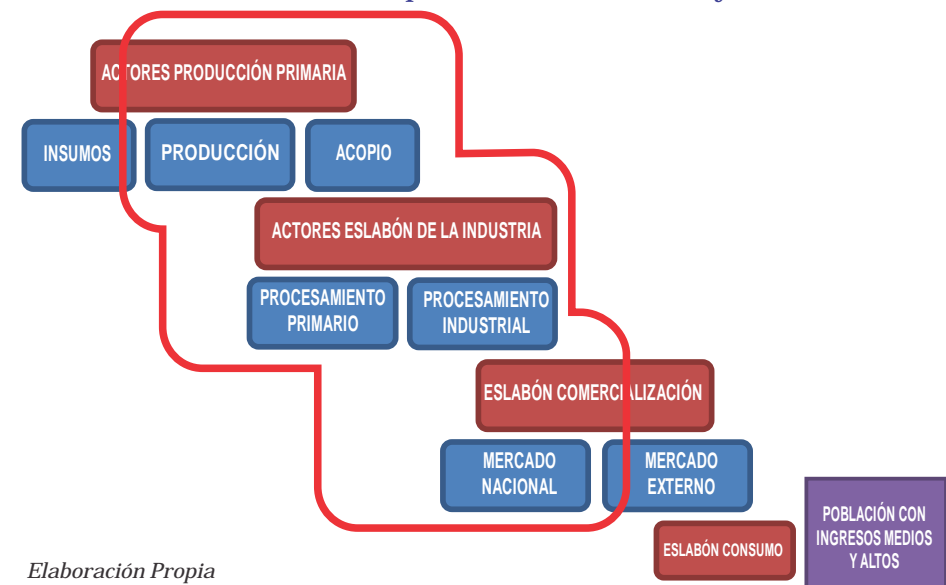 ACTORES PRODUCCIÓN PRIMARIA
INSUMOS
PRODUCCIÓN
ACOPIO
ACTORES ESLABÓN DE LA INDUSTRIA
PROCESAMIENTO
PRIMARIO
PROCESAMIENTO
INDUSTRIAL
ESLABÓN COMERCIALIZACIÓN
MERCADO
NACIONAL
MERCADO
EXTERNO
ESLABÓN CONSUMO
POBLACIÓN CON
INGRESOS MEDIOS
Y ALTOS
Elaboración Propia